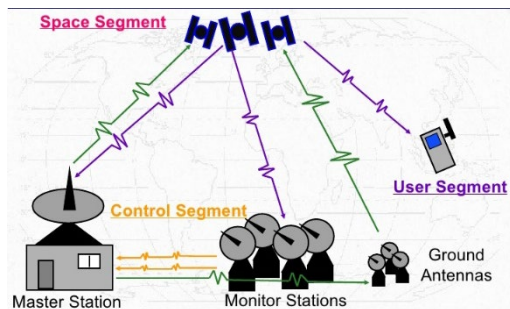 Space Segment
User Segment
Control Segment
Ground
Antennas
Master Station
Monitor Stations